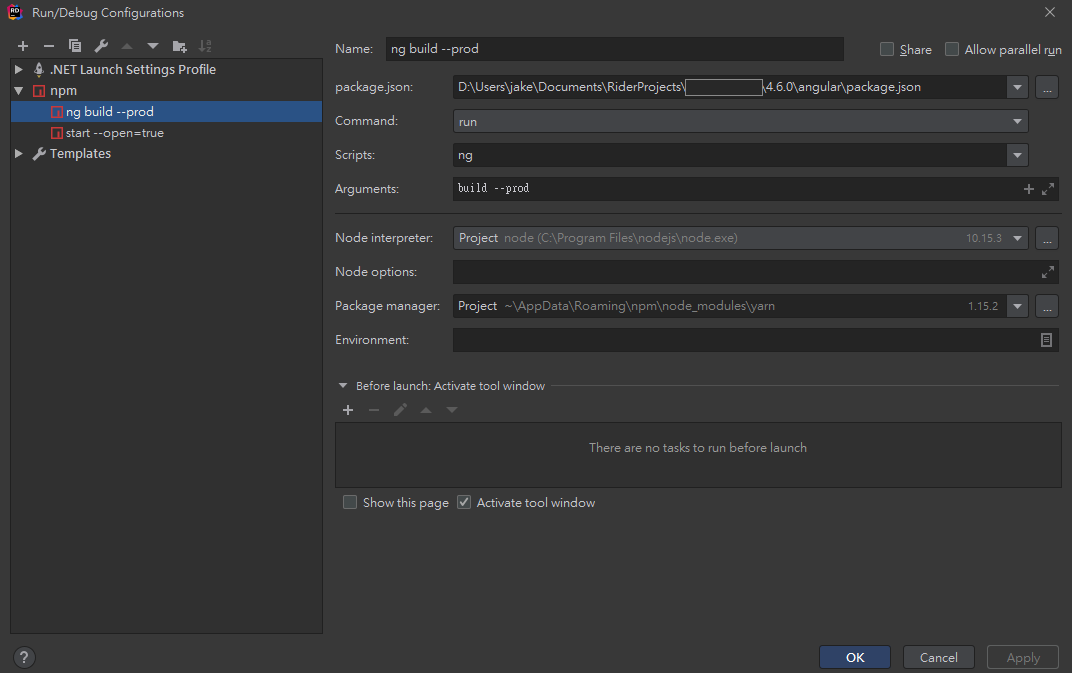 Run/Debug Configurations
.NET Launch Settings Profile
npm
ng build --prod
start --open=true
Templates
Name: ng build --prod Share Allow parallel run
package.json: D:\Users\jake\Documents\RiderProjects\ \4.6.0\angular\package.json ...
Command: run
Scripts: ng
Arguments: build --prod
Node interpreter: Project node (C:\Program Files\nodejs\node.exe) 10.15.3 ...
Node options:
Package manager: Project ~\AppData\Roaming\npm\node_modules\yarn 1.15.2 ...
Environment:
Before launch: Activate tool window
There are no tasks to run before launch
Show this page Activate tool window
? OK Cancel Apply